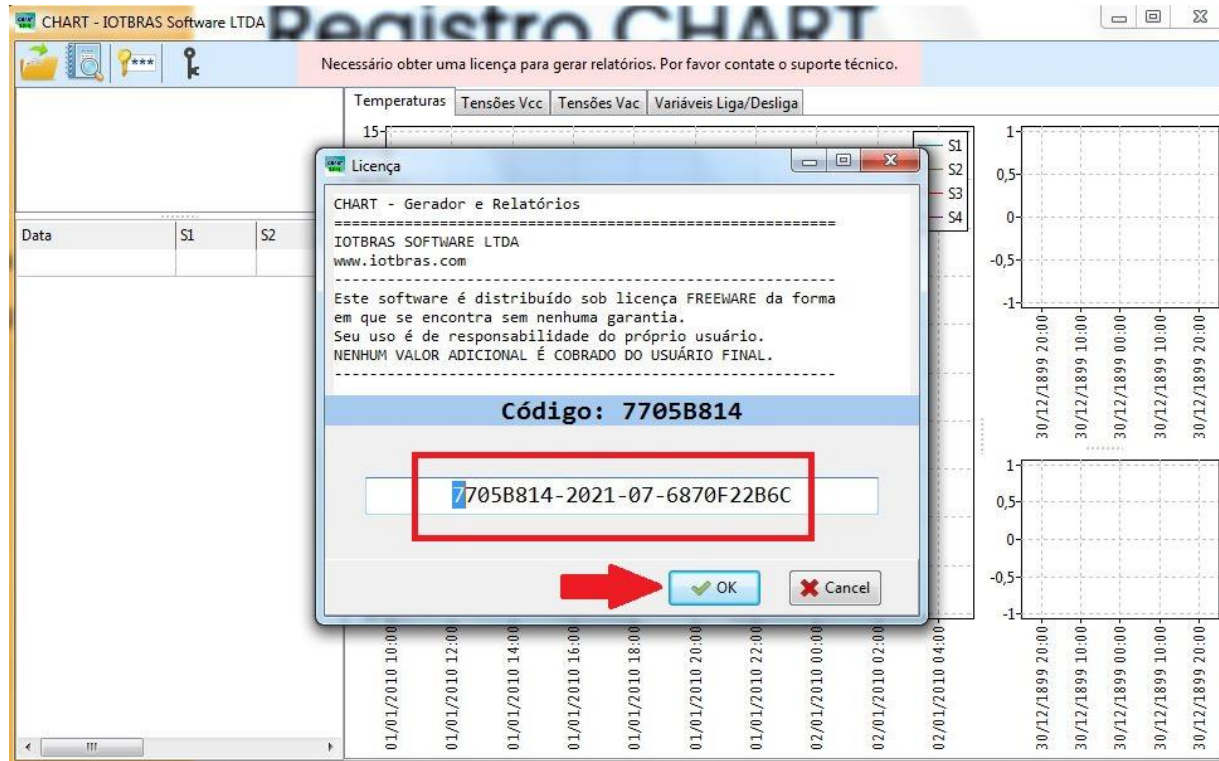 Registro CHART
CHART - IOTBRAS Software LTDA
Necessário obter uma licença para gerar relatórios. Por favor contate o suporte técnico.
Temperaturas
Tensões Vcc
Tensões Vac
Variáveis Liga/Desliga
Data
S1
S2
15
S1
S2
S3
S4
Licença
CHART - Gerador e Relatórios
============================================================
IOTBRAS SOFTWARE LTDA
www.iotbras.com
------------------------------------------------------------
Este software é distribuído sob licença FREEWARE da forma
em que se encontra sem nenhuma garantia.
Seu uso é de responsabilidade do próprio usuário.
NENHUM VALOR ADICIONAL É COBRADO DO USUÁRIO FINAL.
------------------------------------------------------------
Código: 7705B814
7705B814-2021-07-6870F22B6C
OK
Cancel
01/01/2010 10:00
01/01/2010 12:00
01/01/2010 14:00
01/01/2010 16:00
01/01/2010 18:00
01/01/2010 20:00
01/01/2010 22:00
02/01/2010 00:00
02/01/2010 02:00
02/01/2010 04:00
1
0,5
0
-0,5
-1
30/12/1899 20:00
30/12/1899 10:00
30/12/1899 00:00
30/12/1899 10:00
30/12/1899 20:00
1
0,5
0
-0,5
-1
30/12/1899 20:00
30/12/1899 10:00
30/12/1899 00:00
30/12/1899 10:00
30/12/1899 20:00